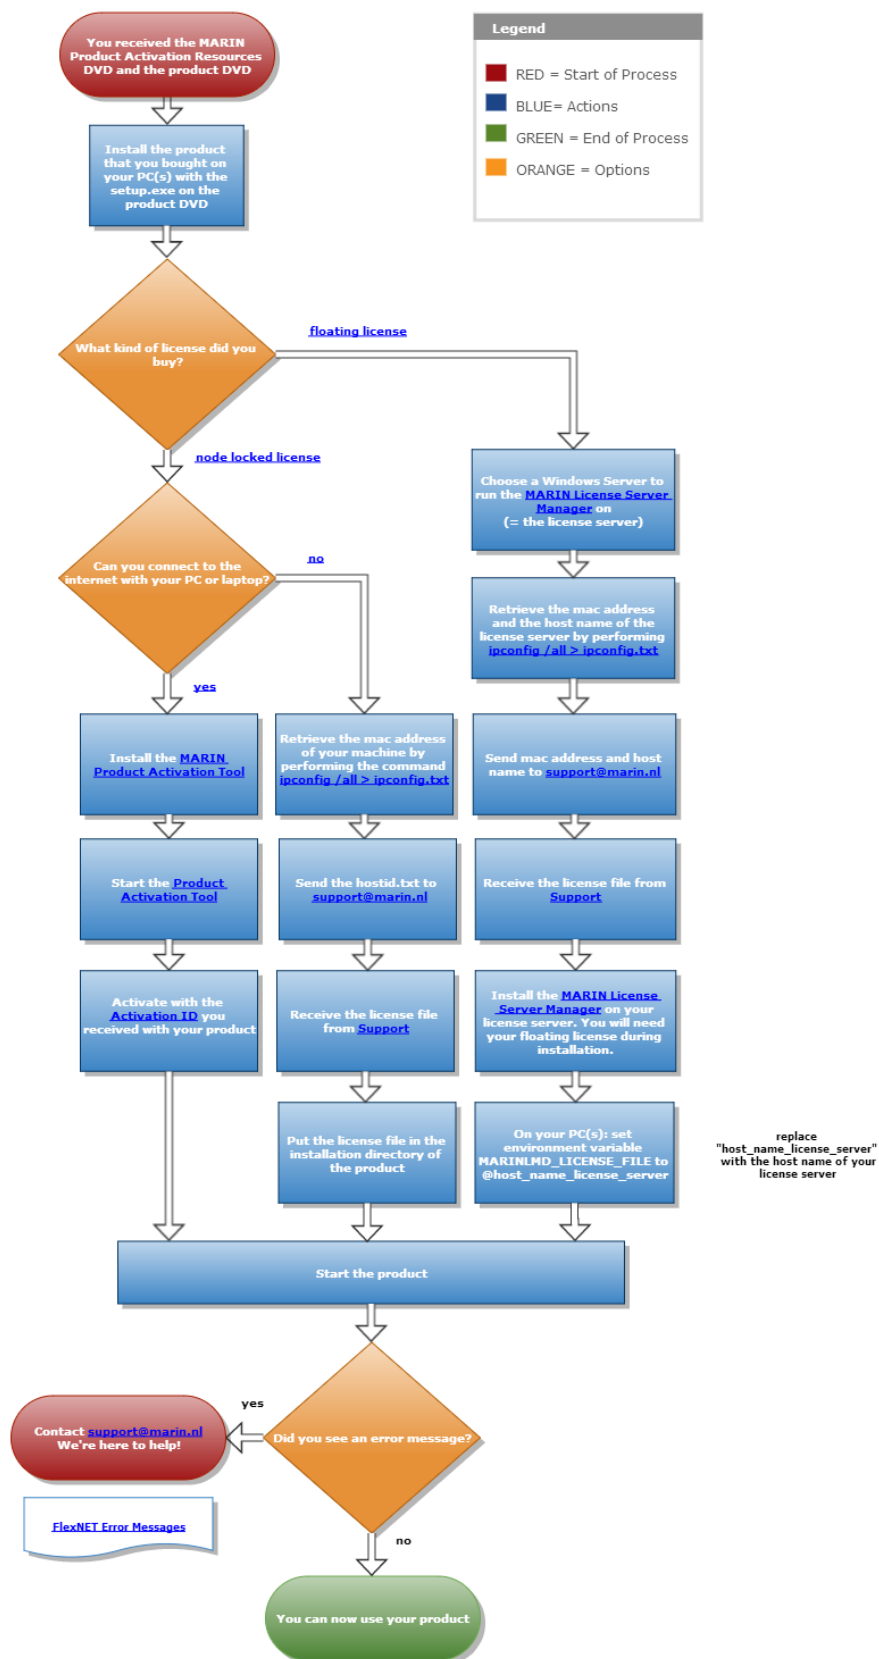 You received the MARIN
Product Activation Resources
DVD and the product DVD
Legend
RED = Start of Process
BLUE= Actions
GREEN = End of Process
ORANGE = Options
Install the product
that you bought on
your PC(s) with the
setup.exe on the
product DVD
What kind of license did you
buy?
floating license
node locked license
Choose a Windows Server to
run the MARIN License Server
Manager on
(= the license server)
Can you connect to the
internet with your PC or laptop?
no
yes
Retrieve the mac address
and the host name of the
license server by performing
ipconfig /all > ipconfig.txt
Install the MARIN
Product Activation Tool
Retrieve the mac address
of your machine by
performing the command
ipconfig /all > ipconfig.txt
Send mac address and host
name to support@marin.nl
Start the Product
Activation Tool
Send the hostid.txt to
support@marin.nl
Receive the license file from
Support
Activate with the
Activation ID you
received with your product
Receive the license file
from Support
Install the MARIN License
Server Manager on your
license server. You will need
your floating license during
installation.
Put the license file in the
installation directory of
the product
On your PC(s): set
environment variable
MARINLMD_LICENSE_FILE to
@host_name_license_server
replace
"host_name_license_server"
with the host name of your
license server
Start the product
Did you see an error message?
yes
Contact support@marin.nl
We're here to help!
FlexNET Error Messages
no
You can now use your product